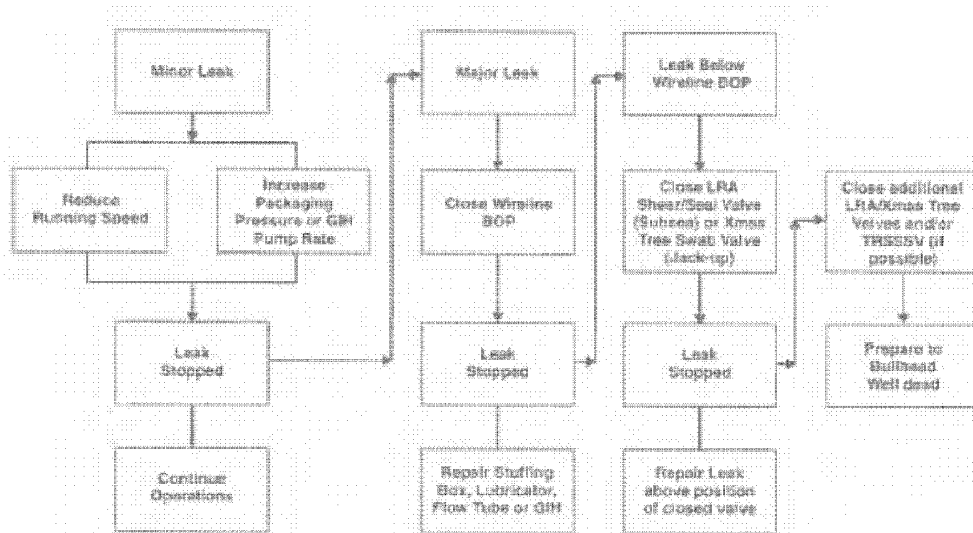 Minor Leak
Reduce
Running Speed
Increase
Packaging
Pressure or GIH
Pump Rate
Leak
Stopped
Continue
Operations
Major Leak
Close Wireline
BOP
Leak
Stopped
Repair Stuffing
Box, Lubricator,
Flow Tube or GIH
Leak Below
Wireline BOP
Close LRA
Shear/Seal Valve
(Subsea) or Xmas
Tree Swab Valve
(Jack-up)
Leak
Stopped
Repair Leak
above position
of closed valve
Close additional
LRA/Xmas Tree
Valves and/or
TRSSSV (if
possible)
Prepare to
Bullhead
Well dead